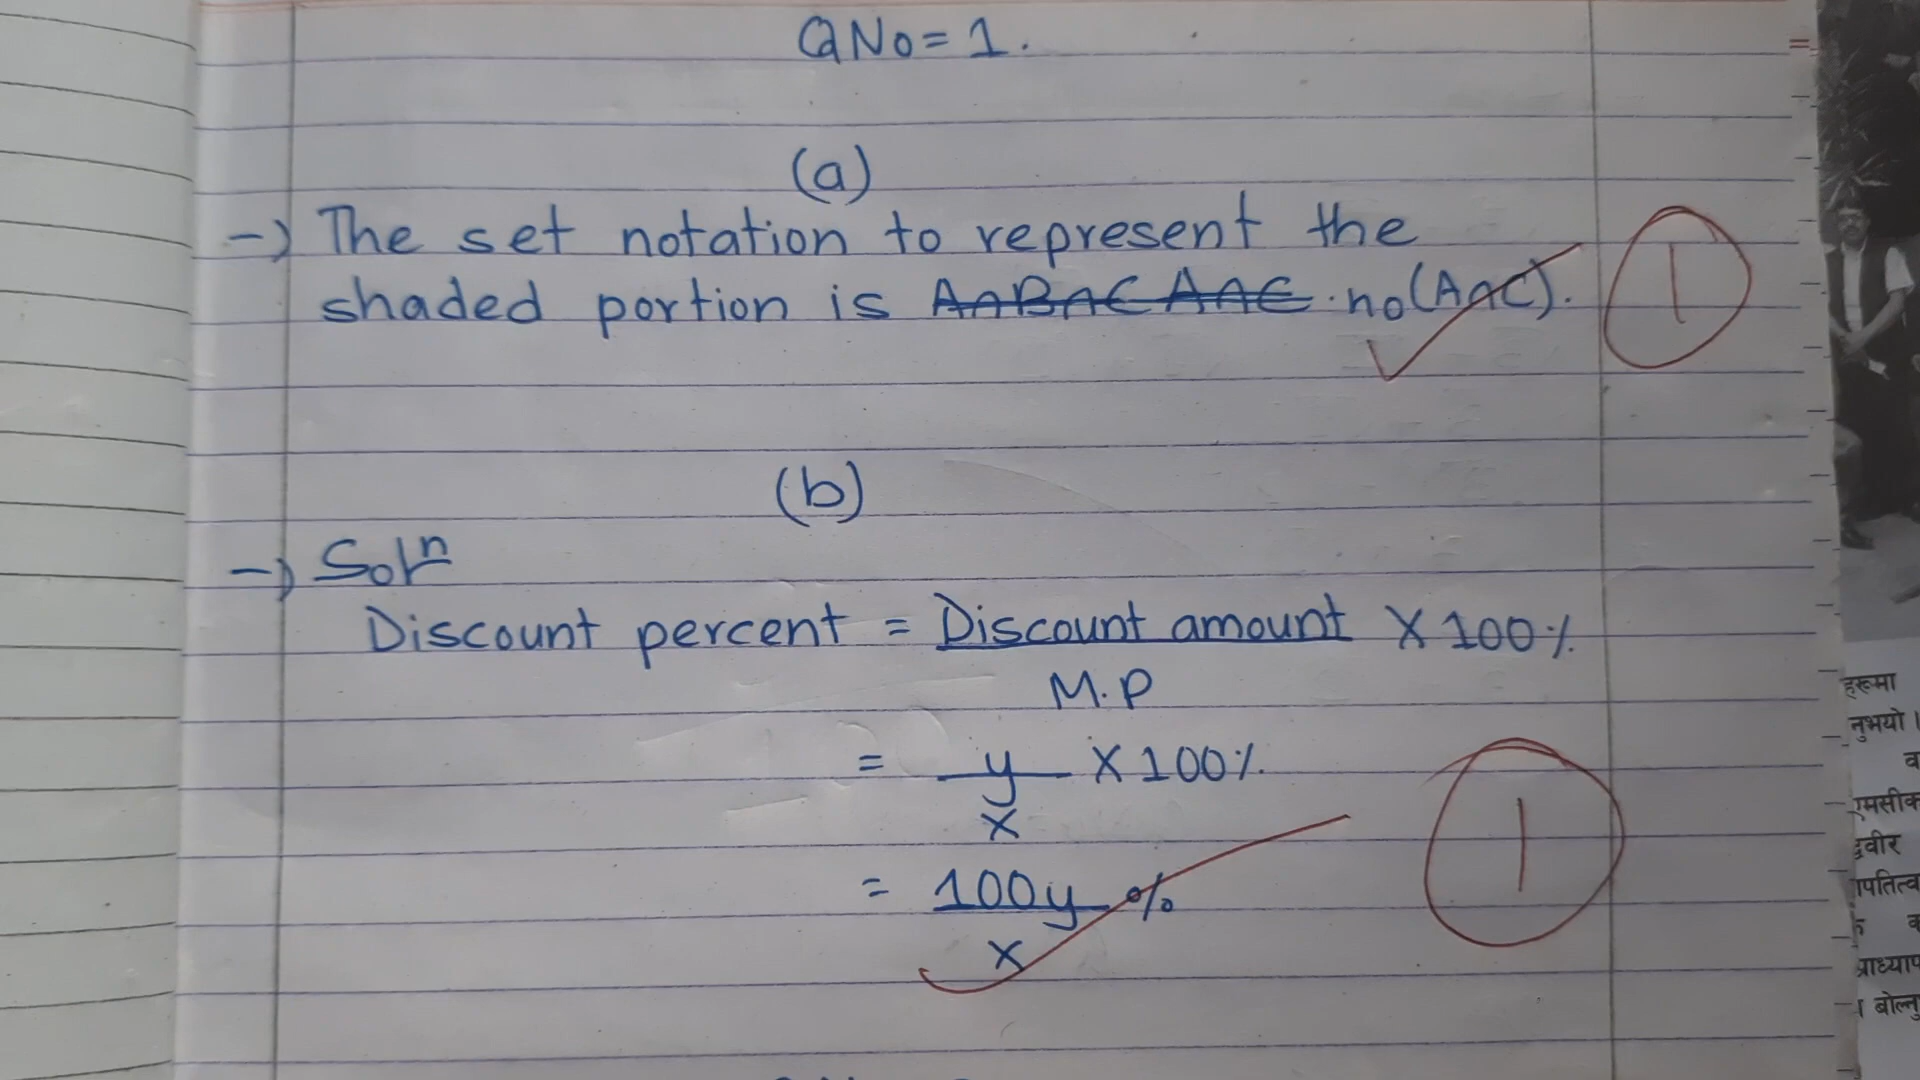 QNo = 1.
(a)
→ The set notation to represent the
shaded portion is A∩B∩C A∩C . no(A∩C).
1
(b)
→ Solⁿ
Discount percent = Discount amount × 100%
M.P
= y × 100%
x
1
= 100y %
x
हरूमा
नुभयो ।
एमसीक
बोल्नु